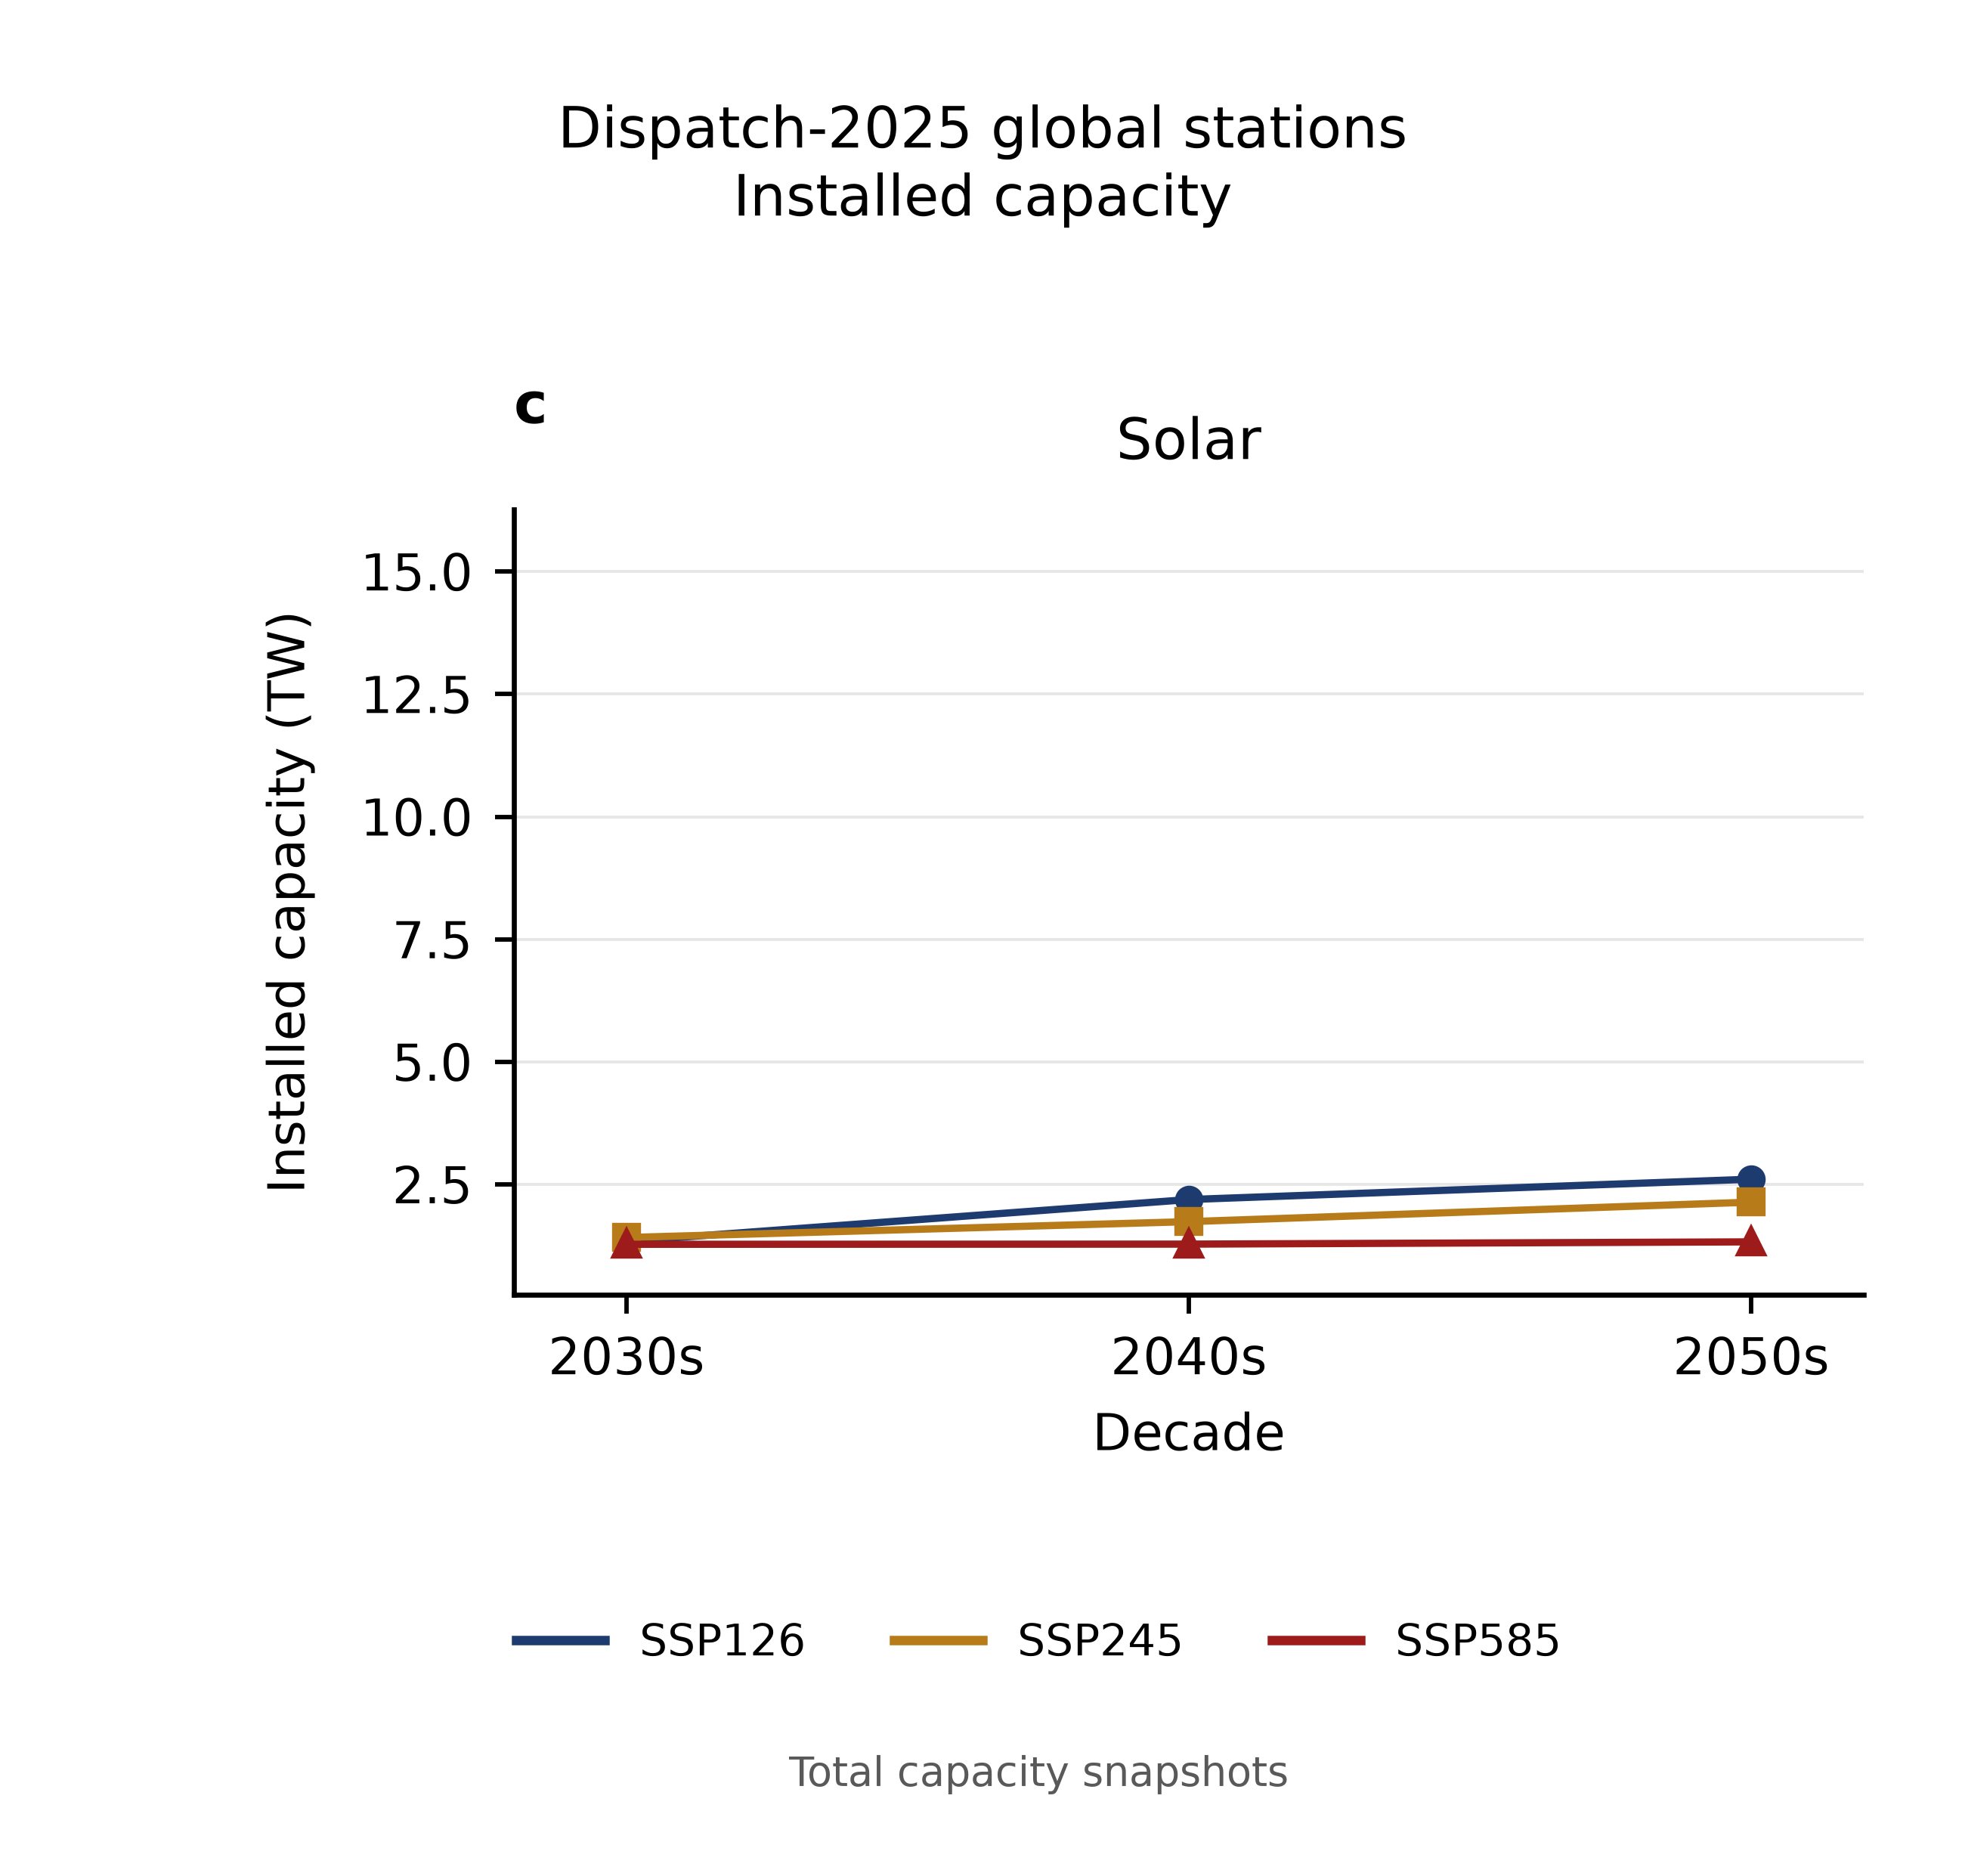 Dispatch-2025 global stations
Installed capacity
c
Solar
Installed capacity (TW)
15.0
12.5
10.0
7.5
5.0
2.5
2030s 2040s 2050s
Decade
SSP126 SSP245 SSP585
Total capacity snapshots